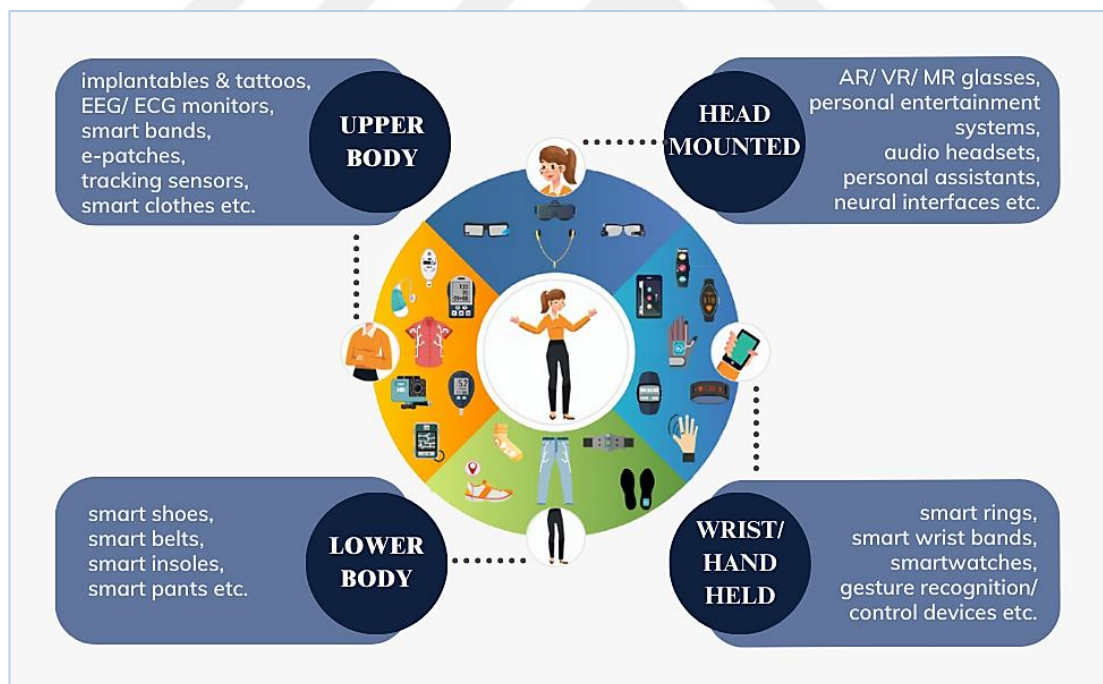 implantables & tattoos,
EEG/ ECG monitors,
smart bands,
e-patches,
tracking sensors,
smart clothes etc.
UPPER
BODY
HEAD
MOUNTED
AR/ VR/ MR glasses,
personal entertainment
systems,
audio headsets,
personal assistants,
neural interfaces etc.
smart shoes,
smart belts,
smart insoles,
smart pants etc.
LOWER
BODY
WRIST/
HAND
HELD
smart rings,
smart wrist bands,
smartwatches,
gesture recognition/
control devices etc.